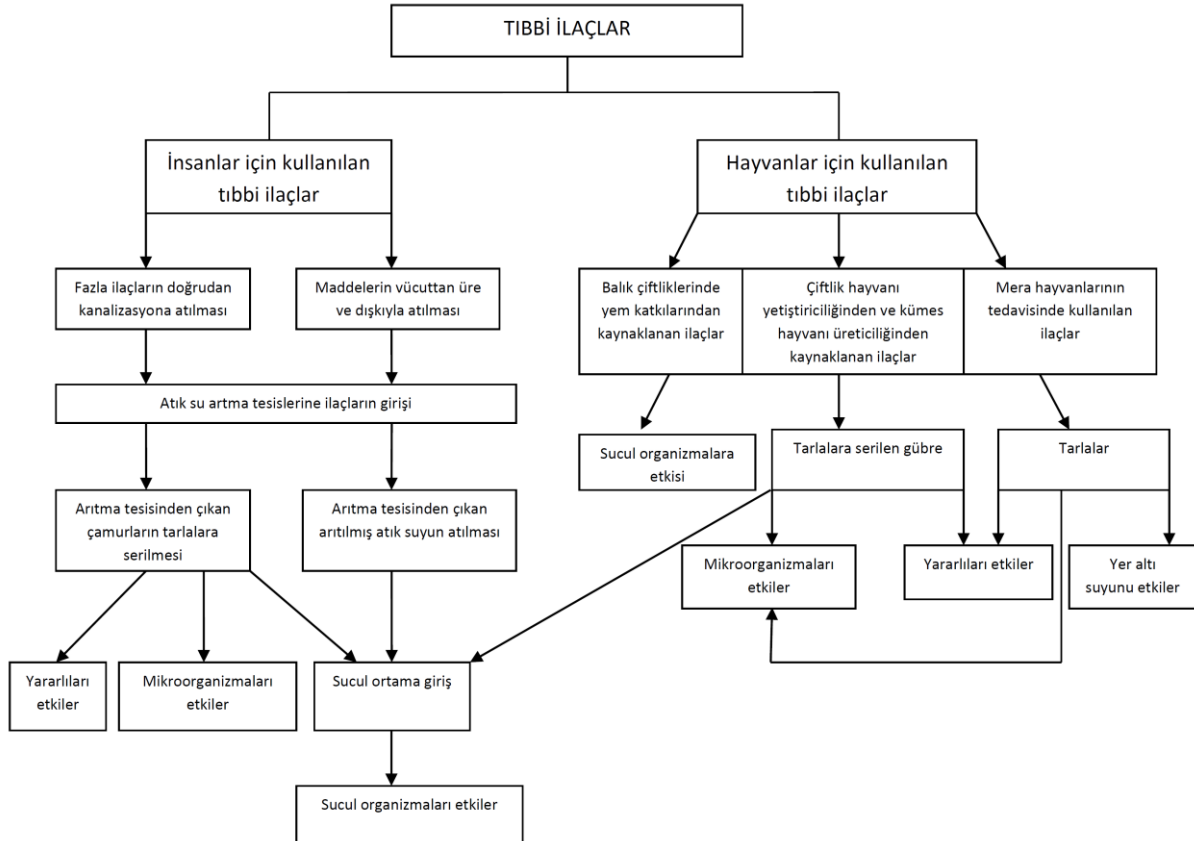 TIBBİ İLAÇLAR
İnsanlar için kullanılan
tıbbi ilaçlar
Hayvanlar için kullanılan
tıbbi ilaçlar
Fazla ilaçların doğrudan
kanalizasyona atılması
Maddelerin vücuttan üre
ve dışkıyla atılması
Balık çiftliklerinde
yem katkılarından
kaynaklanan ilaçlar
Çiftlik hayvanı
yetiştiriciliğinden ve kümes
hayvanı üreticiliğinden
kaynaklanan ilaçlar
Mera hayvanlarının
tedavisinde kullanılan
ilaçlar
Atık su artma tesislerine ilaçların girişi
Sucul organizmalara
etkisi
Tarlalara serilen gübre
Tarlalar
Arıtma tesisinden çıkan
çamurların tarlalara
serilmesi
Arıtma tesisinden çıkan
arıtılmış atık suyun atılması
Mikroorganizmaları
etkiler
Yararlıları etkiler
Yer altı
suyunu etkiler
Yararlıları
etkiler
Mikroorganizmaları
etkiler
Sucul ortama giriş
Sucul organizmaları etkiler